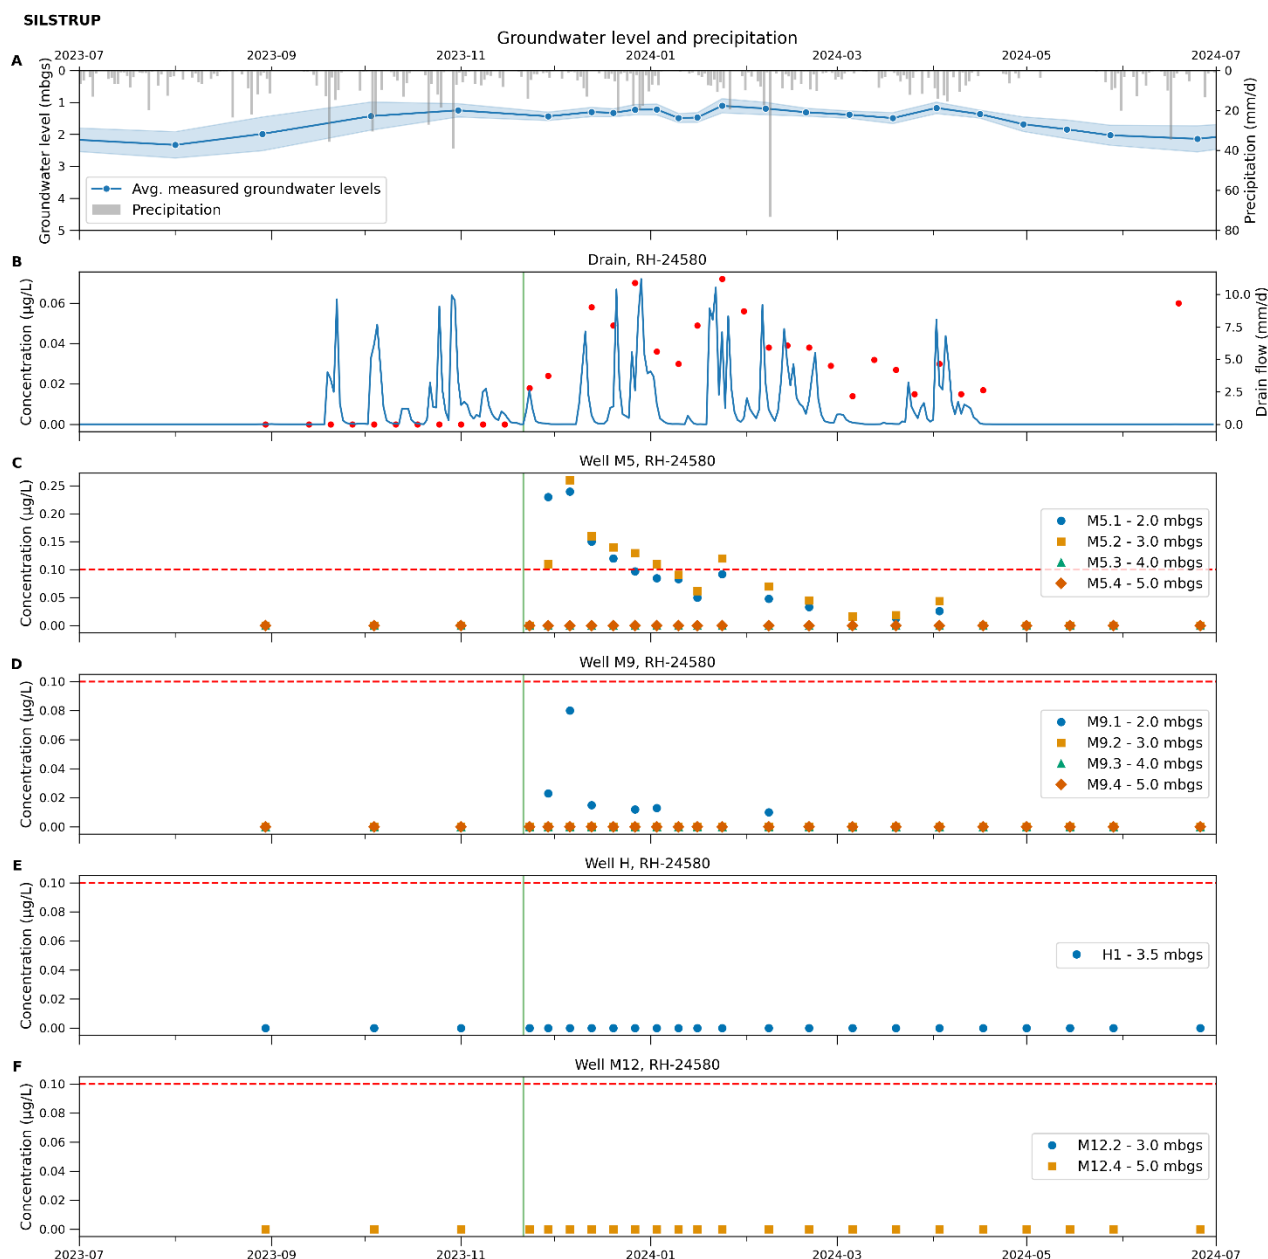 SILSTRUP
Groundwater level and precipitation
2023-07 2023-09 2023-11 2024-01 2024-03 2024-05 2024-07
A
Groundwater level (mbgs)
0 1 2 3 4 5
Avg. measured groundwater levels
Precipitation
0 20 40 60 80
Precipitation (mm/d)
B
Drain, RH-24580
Concentration (µg/L)
0.06 0.04 0.02 0.00
10.0 7.5 5.0 2.5 0.0
Drain flow (mm/d)
C
Well M5, RH-24580
Concentration (µg/L)
0.25 0.20 0.15 0.10 0.05 0.00
M5.1 - 2.0 mbgs
M5.2 - 3.0 mbgs
M5.3 - 4.0 mbgs
M5.4 - 5.0 mbgs
D
Well M9, RH-24580
Concentration (µg/L)
0.10 0.08 0.06 0.04 0.02 0.00
M9.1 - 2.0 mbgs
M9.2 - 3.0 mbgs
M9.3 - 4.0 mbgs
M9.4 - 5.0 mbgs
E
Well H, RH-24580
Concentration (µg/L)
0.10 0.08 0.06 0.04 0.02 0.00
H1 - 3.5 mbgs
F
Well M12, RH-24580
Concentration (µg/L)
0.10 0.08 0.06 0.04 0.02 0.00
M12.2 - 3.0 mbgs
M12.4 - 5.0 mbgs
2023-07 2023-09 2023-11 2024-01 2024-03 2024-05 2024-07